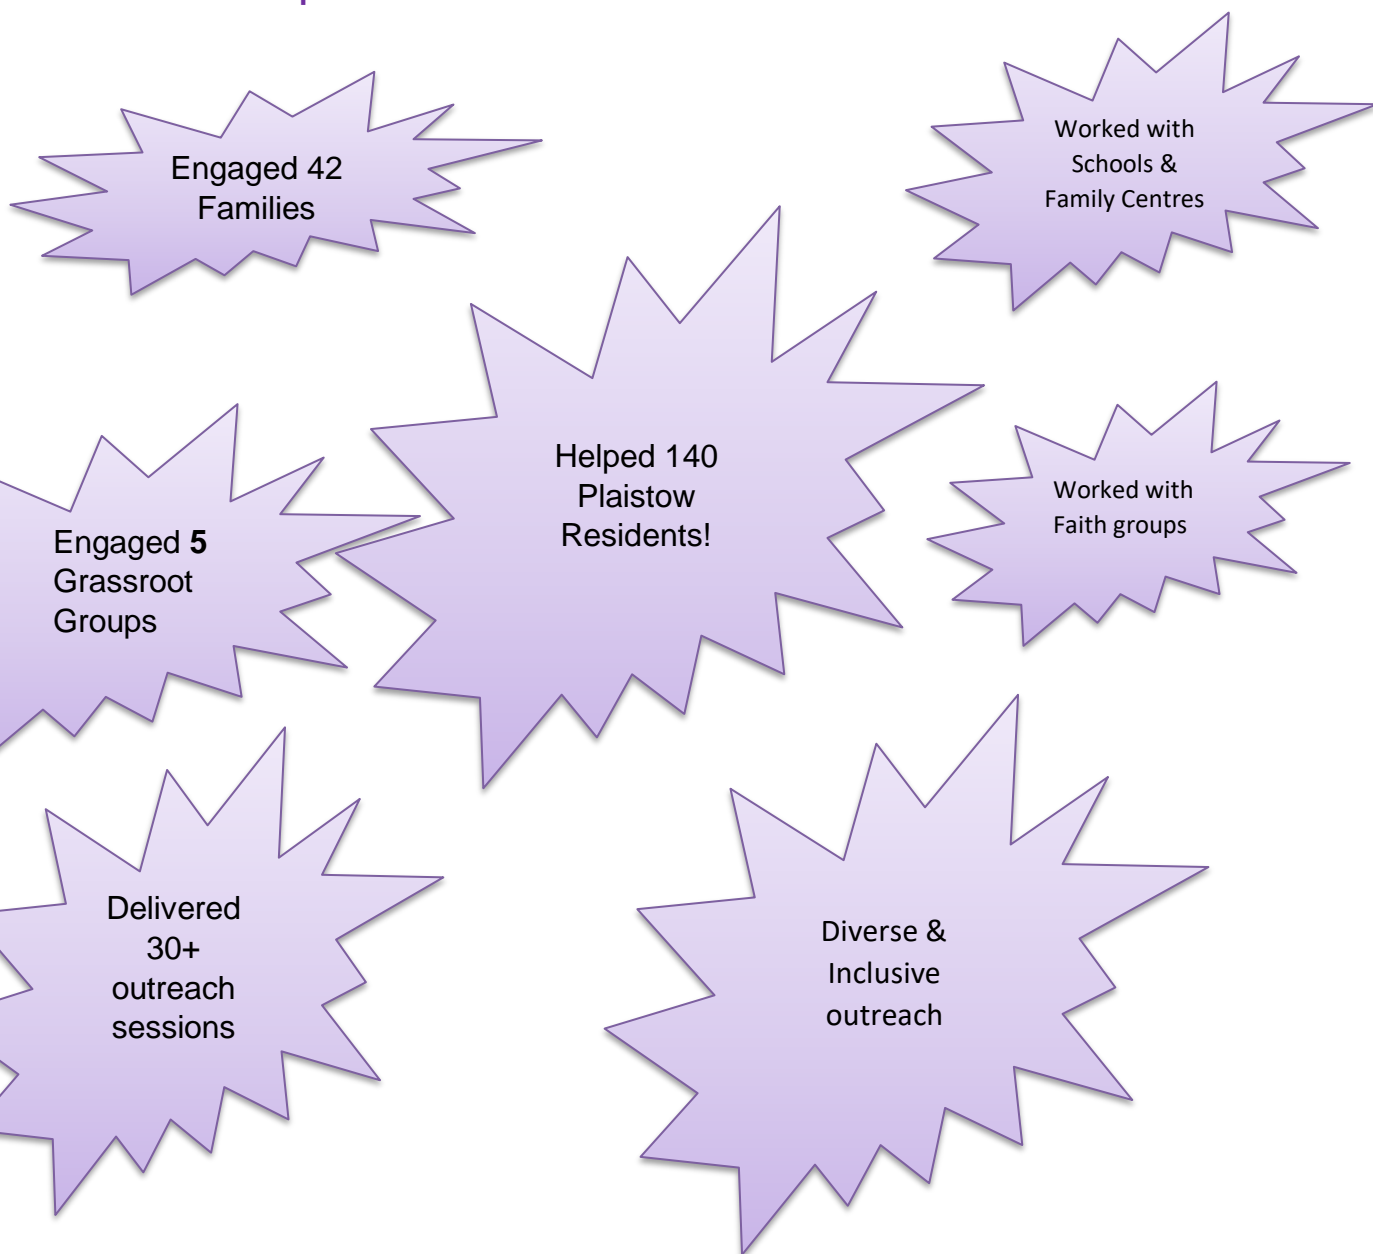 Engaged 42
Families
Worked with
Schools &
Family Centres
Helped 140
Plaistow
Residents!
Worked with
Faith groups
Engaged 5
Grassroot
Groups
Delivered
30+
outreach
sessions
Diverse &
Inclusive
outreach